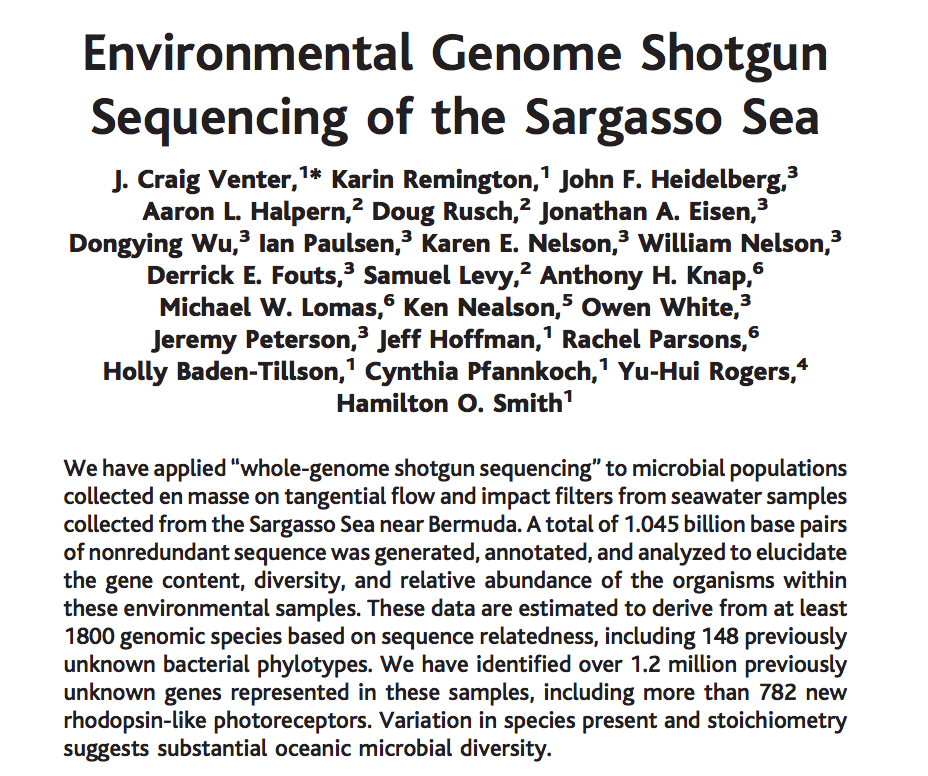 Environmental Genome Shotgun
Sequencing of the Sargasso Sea
J. Craig Venter,1* Karin Remington,1 John F. Heidelberg,3
Aaron L. Halpern,2 Doug Rusch,2 Jonathan A. Eisen,3
Dongying Wu,3 Ian Paulsen,3 Karen E. Nelson,3 William Nelson,3
Derrick E. Fouts,3 Samuel Levy,2 Anthony H. Knap,6
Michael W. Lomas,6 Ken Nealson,5 Owen White,3
Jeremy Peterson,3 Jeff Hoffman,1 Rachel Parsons,6
Holly Baden-Tillson,1 Cynthia Pfannkoch,1 Yu-Hui Rogers,4
Hamilton O. Smith1
We have applied "whole-genome shotgun sequencing” to microbial populations
collected en masse on tangential flow and impact filters from seawater samples
collected from the Sargasso Sea near Bermuda. A total of 1.045 billion base pairs
of nonredundant sequence was generated, annotated, and analyzed to elucidate
the gene content, diversity, and relative abundance of the organisms within
these environmental samples. These data are estimated to derive from at least
1800 genomic species based on sequence relatedness, including 148 previously
unknown bacterial phylotypes. We have identified over 1.2 million previously
unknown genes represented in these samples, including more than 782 new
rhodopsin-like photoreceptors. Variation in species present and stoichiometry
suggests substantial oceanic microbial diversity.